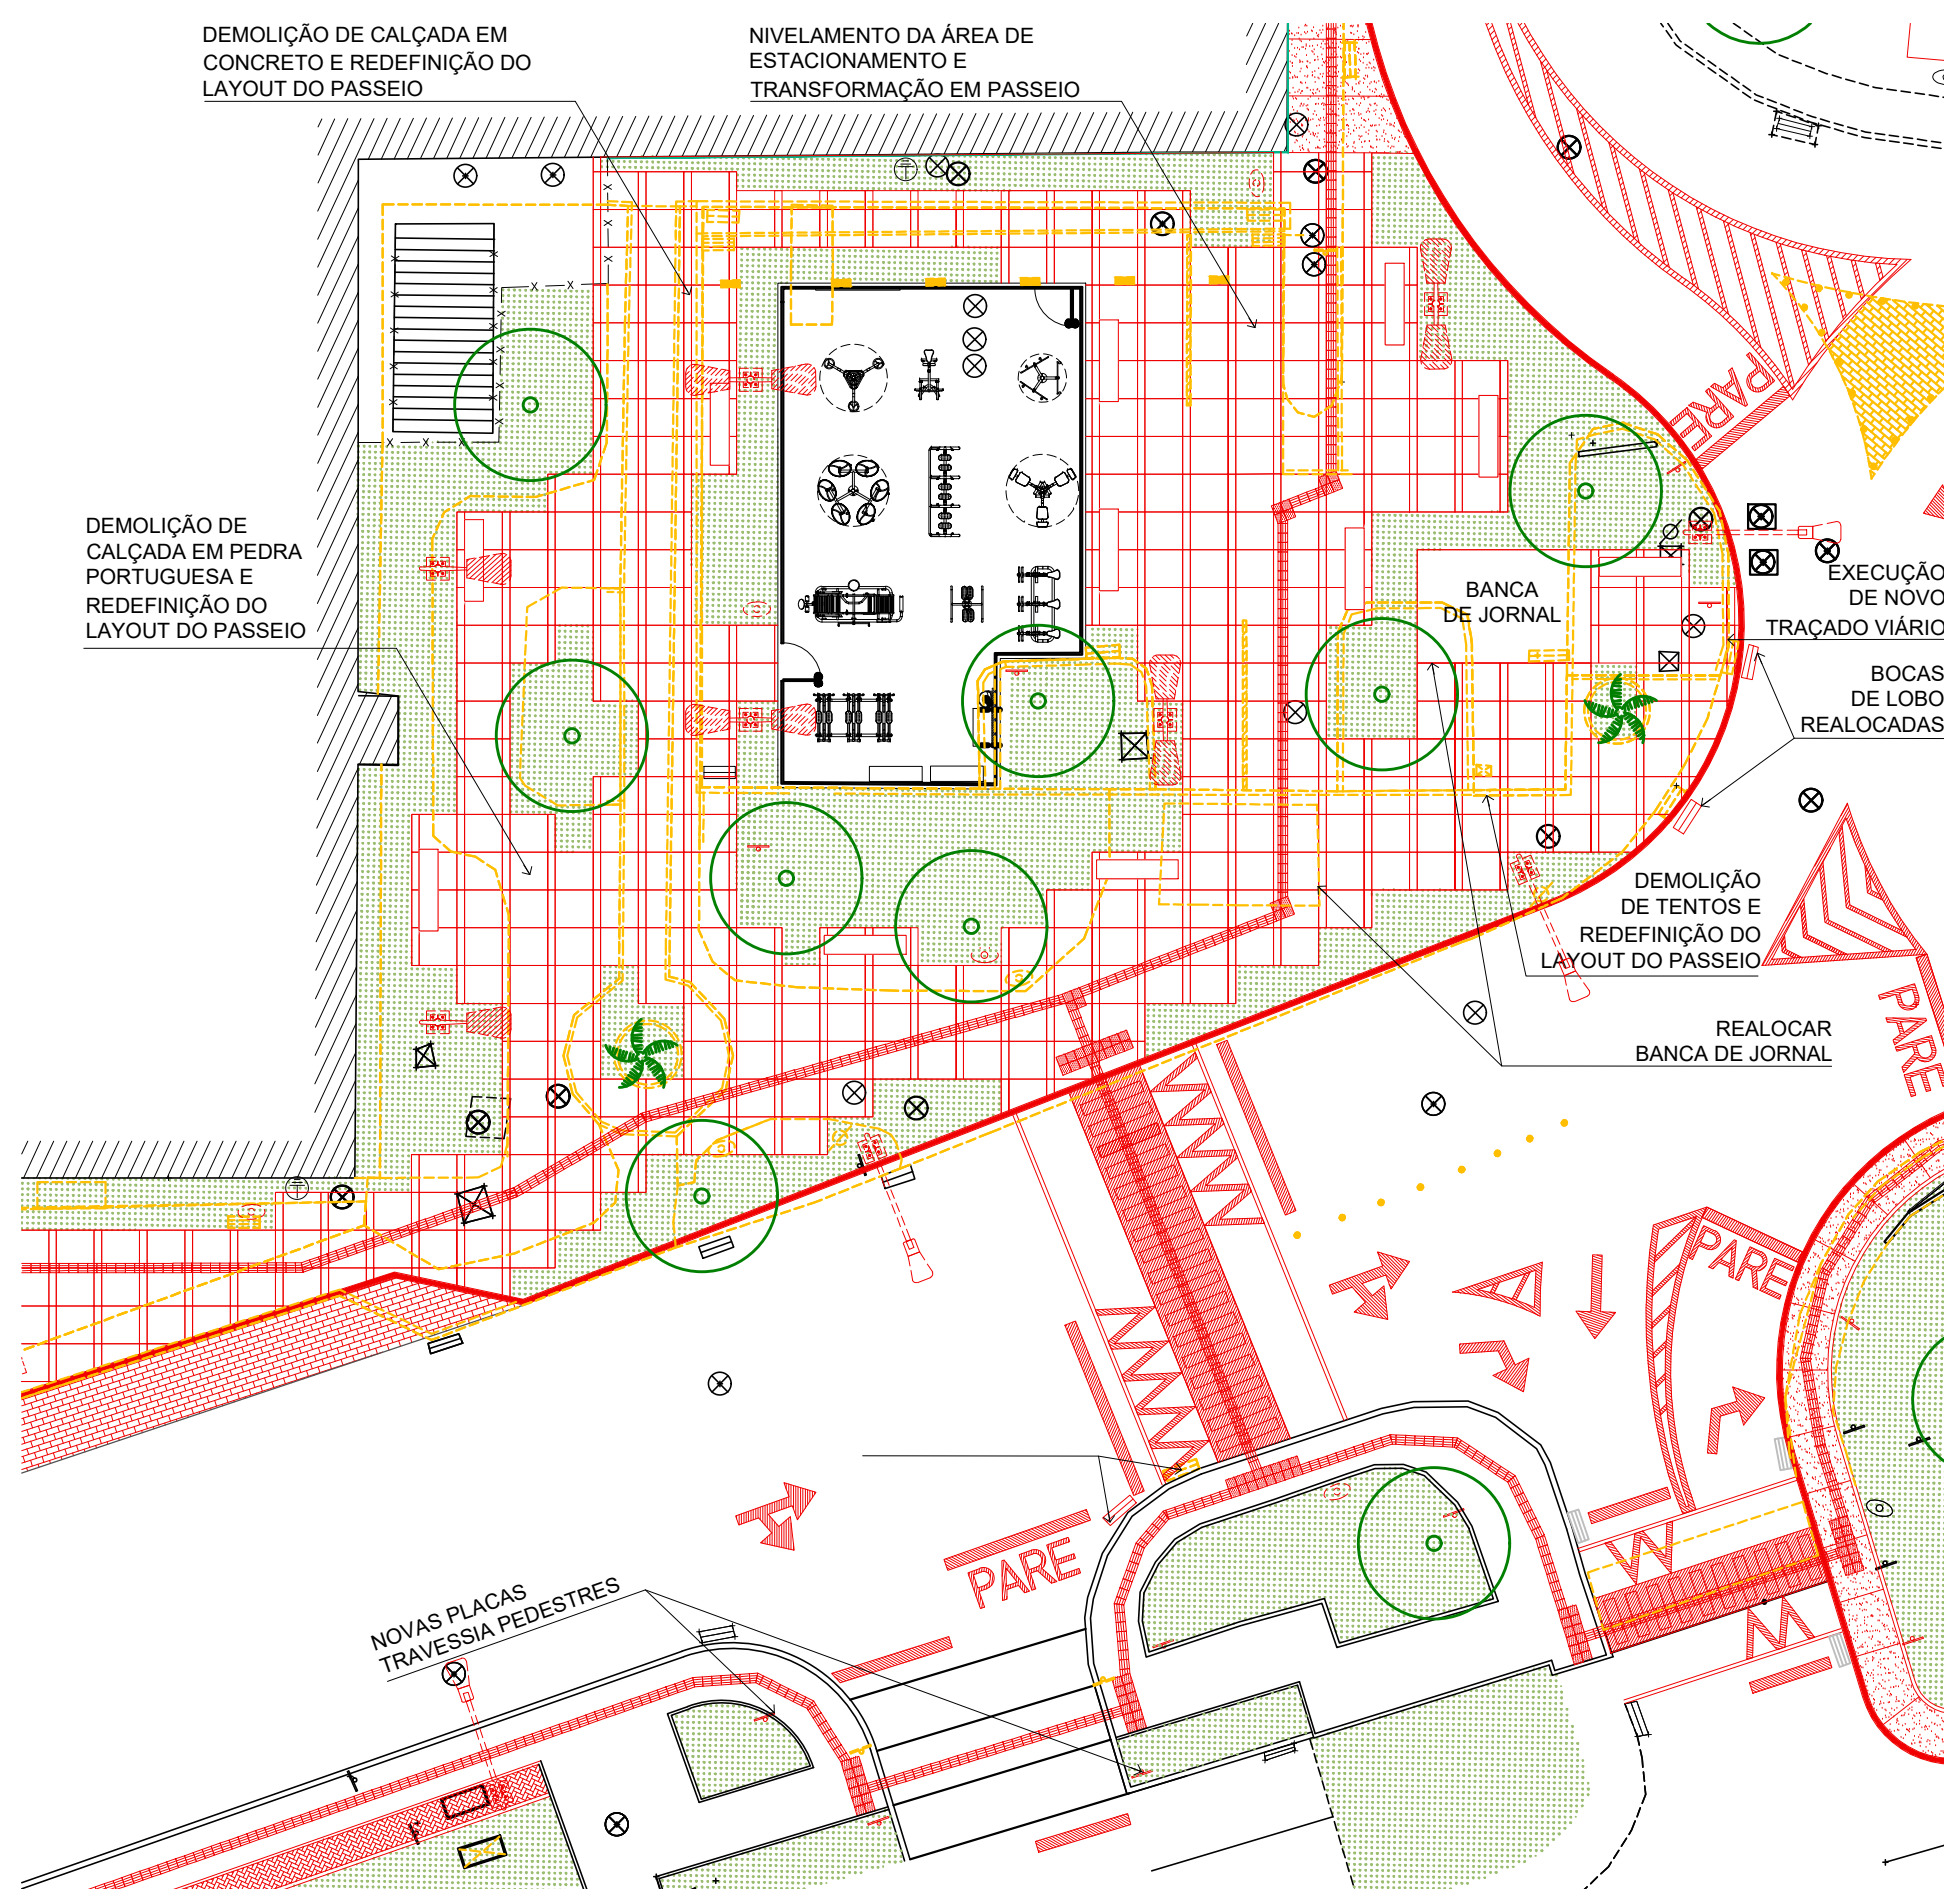 DEMOLIÇÃO DE CALÇADA EM
CONCRETO E REDEFINIÇÃO DO
LAYOUT DO PASSEIO
NIVELAMENTO DA ÁREA DE
ESTACIONAMENTO E
TRANSFORMAÇÃO EM PASSEIO
PARE
DEMOLIÇÃO DE
CALÇADA EM PEDRA
PORTUGUESA E
REDEFINIÇÃO DO
LAYOUT DO PASSEIO
BANCA
DE JORNAL
EXECUÇÃO
DE NOVO
TRAÇADO VIÁRIO
BOCAS
DE LOBO
REALOCADAS
DEMOLIÇÃO
DE TENTOS E
REDEFINIÇÃO DO
LAYOUT DO PASSEIO
PARE
REALOCAR
BANCA DE JORNAL
PARE
PARE
NOVAS PLACAS
TRAVESSIA PEDESTRES